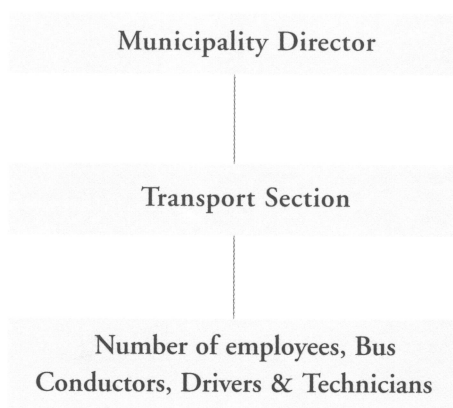 Municipality Director
Transport Section
Number of employees, Bus
Conductors, Drivers & Technicians